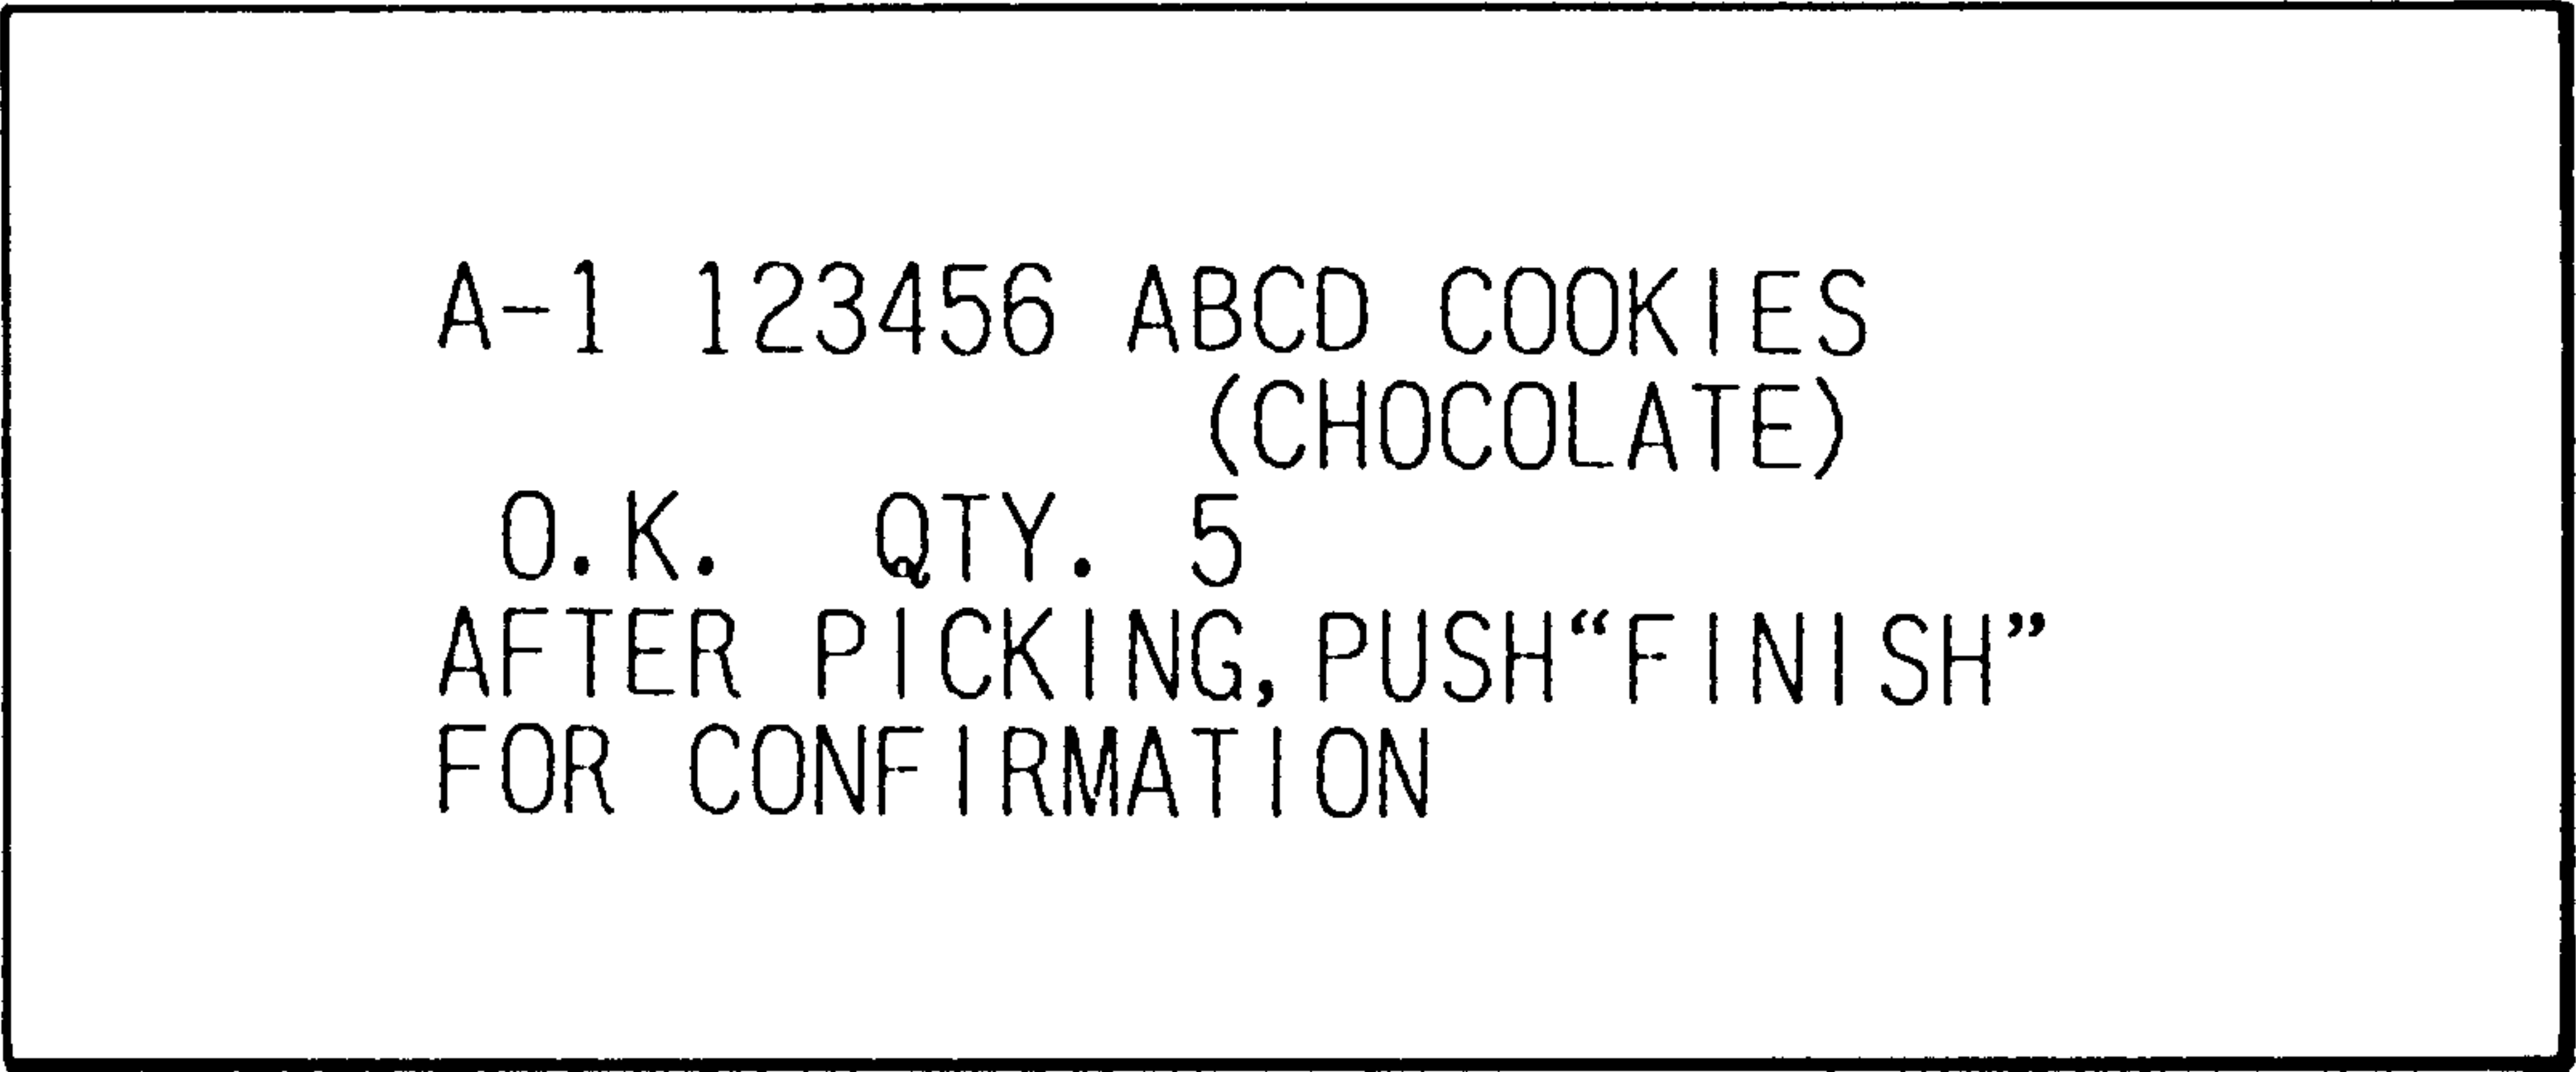 A-1 123456 ABCD COOKIES
(CHOCOLATE)
O.K. QTY. 5
AFTER PICKING, PUSH“FINISH”
FOR CONFIRMATION